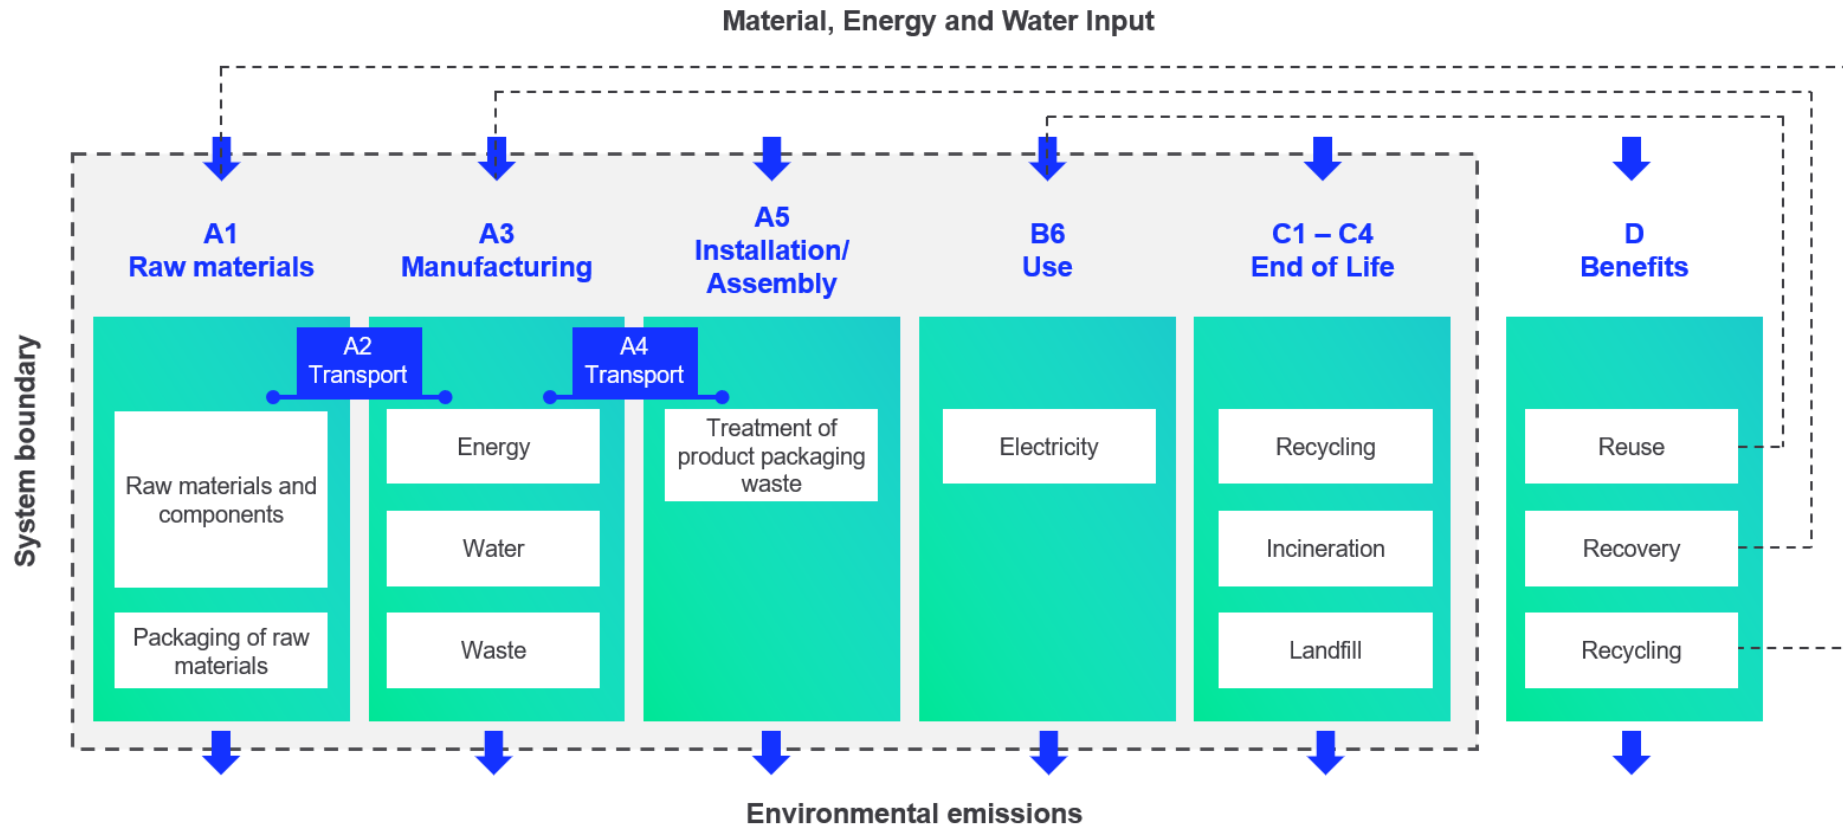 Material, Energy and Water Input
System boundary
A1
Raw materials
A3
Manufacturing
A5
Installation/
Assembly
B6
Use
C1 – C4
End of Life
D
Benefits
A2
Transport
A4
Transport
Raw materials and
components
Packaging of raw
materials
Energy
Water
Waste
Treatment of
product packaging
waste
Electricity
Recycling
Incineration
Landfill
Reuse
Recovery
Recycling
Environmental emissions